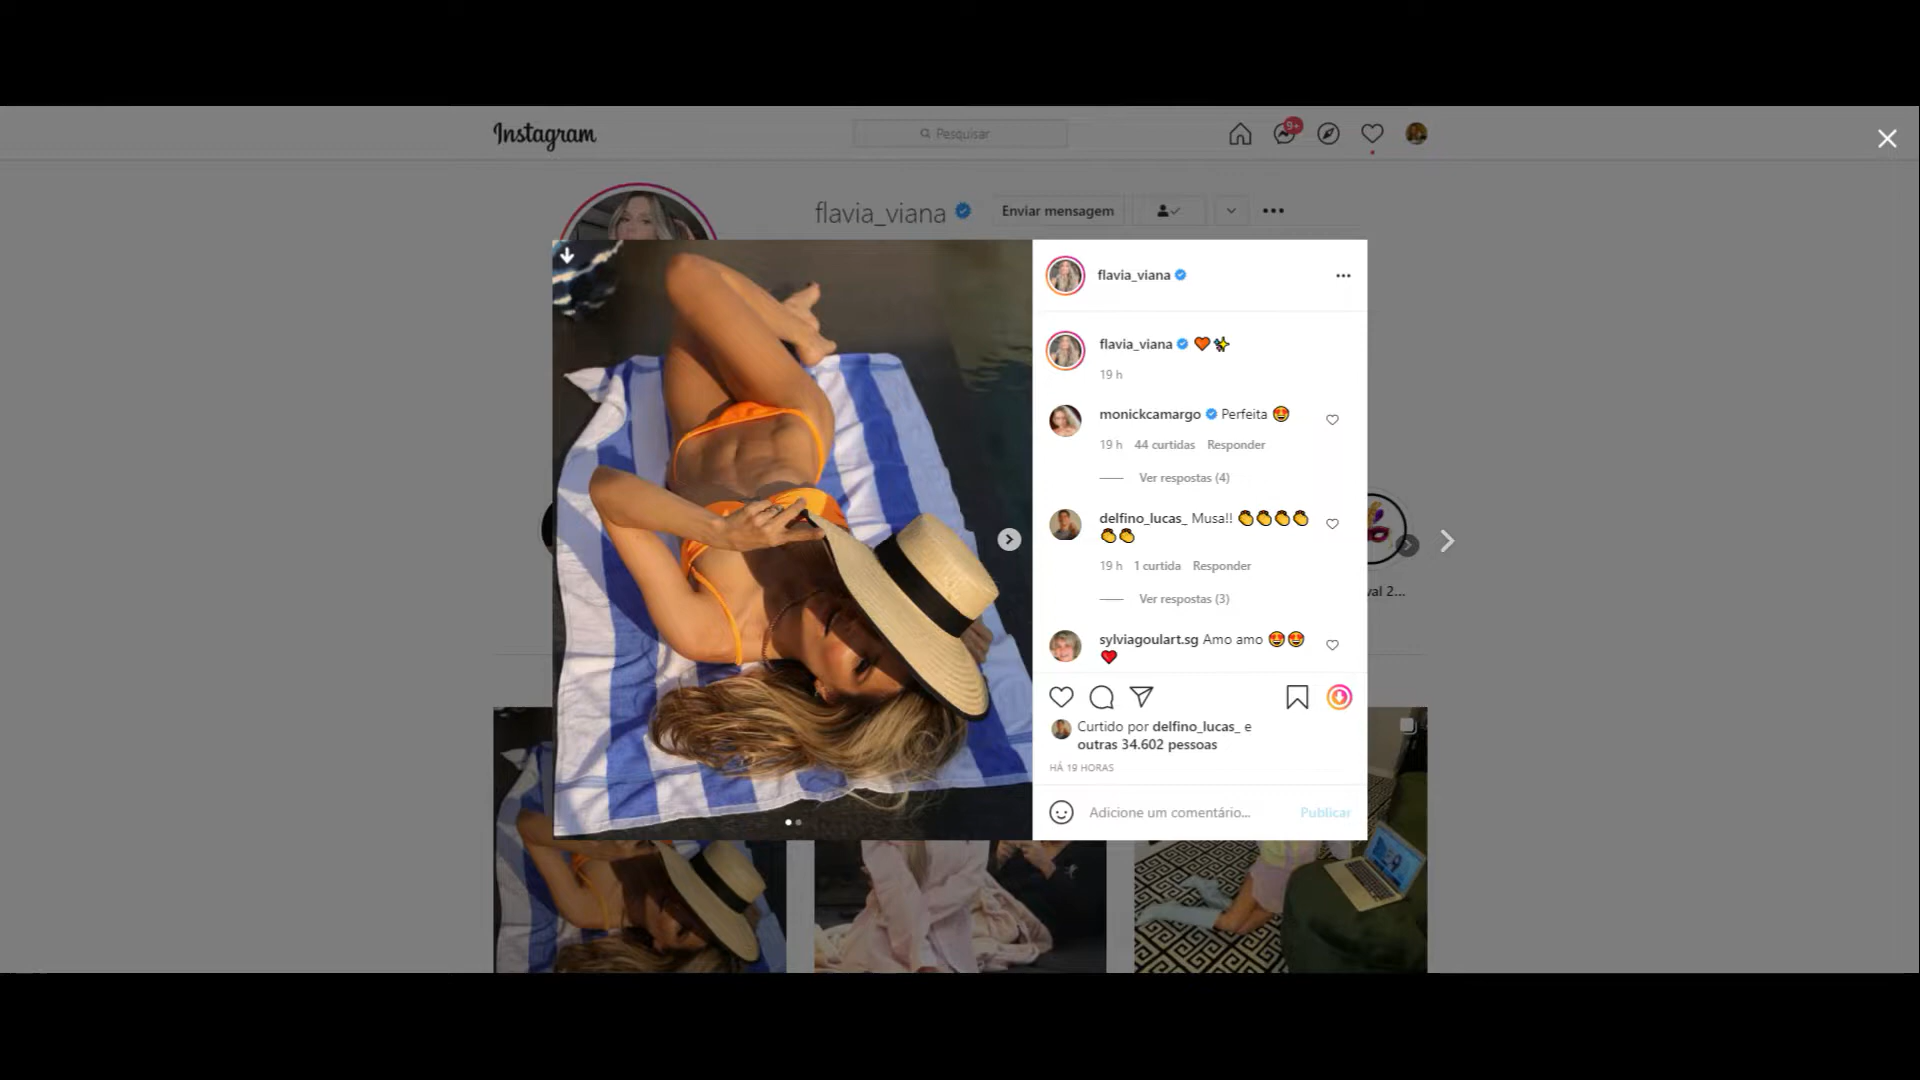 Instagram
Pesquisar
9+
flavia_viana
Enviar mensagem
flavia_viana
flavia_viana 🧡✨
19 h
monickcamargo Perfeita 😍
19 h 44 curtidas Responder
Ver respostas (4)
delfino_lucas_ Musa!! 👏👏👏👏
👏👏
19 h 1 curtida Responder
Ver respostas (3)
sylviagoulart.sg Amo amo 😍😍
❤️
val 2...
Curtido por delfino_lucas_ e
outras 34.602 pessoas
HÁ 19 HORAS
Adicione um comentário... Publicar